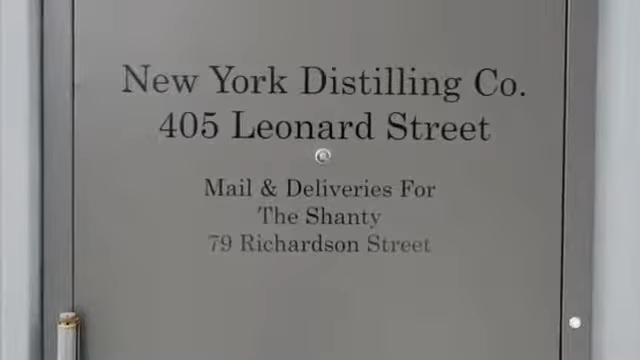 New York Distilling Co.
405 Leonard Street
Mail & Deliveries For
The Shanty
79 Richardson Street